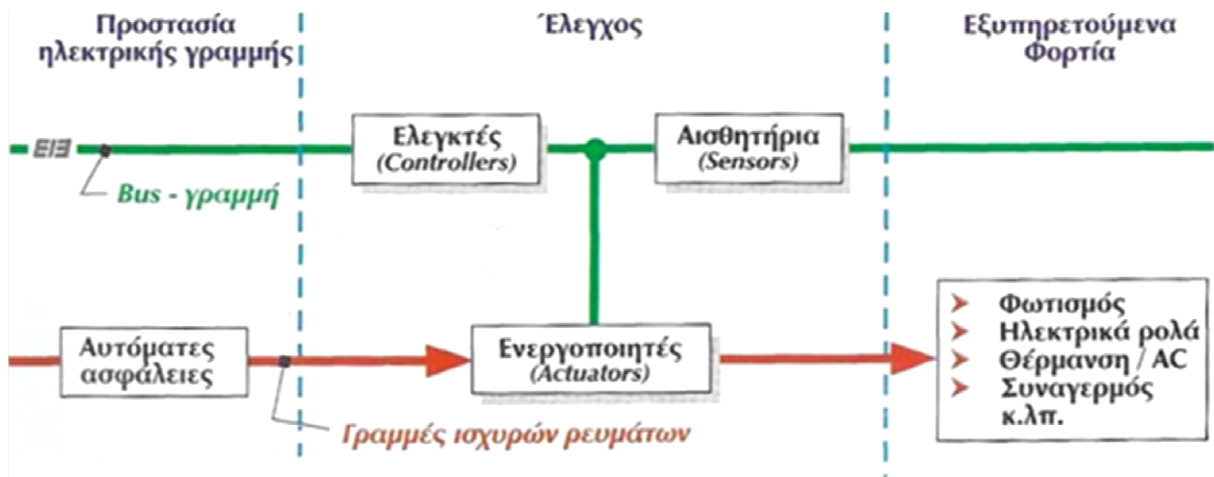 Προστασία
ηλεκτρικής γραμμής
Έλεγχος
Εξυπηρετούμενα
Φορτία
Ελεγκτές
(Controllers)
Αισθητήρια
(Sensors)
Bus - γραμμή
Αυτόματες
ασφάλειες
Ενεργοποιητές
(Actuators)
Φωτισμός
Ηλεκτρικά ρολά
Θέρμανση / AC
Συναγερμός
κ.λπ.
Γραμμές ισχυρών ρευμάτων